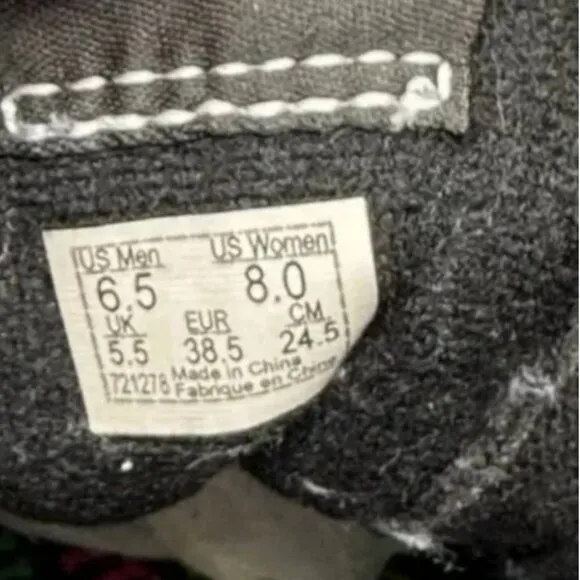 US Men US Women
6.5 8.0
UK EUR CM
5.5 38.5 24.5
721278 Made in China
Fabrique en Chine